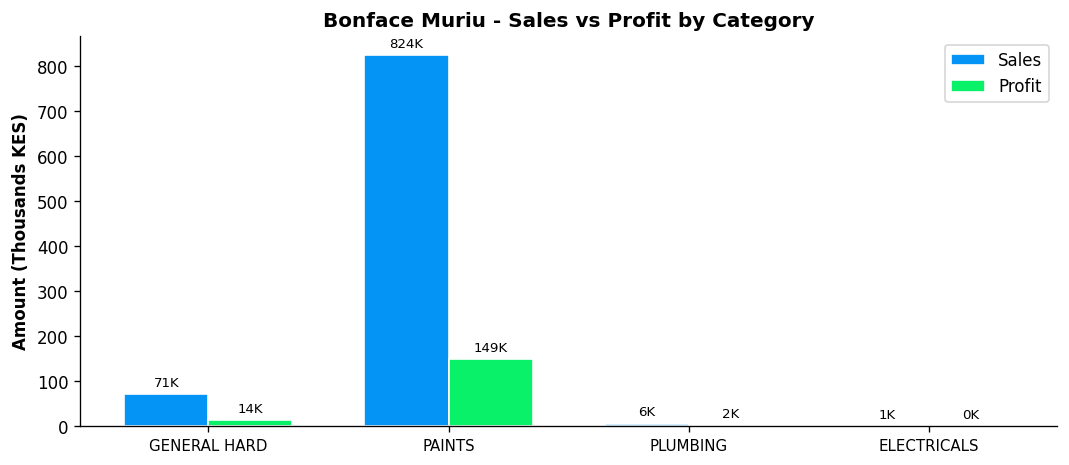 Bonface Muriu - Sales vs Profit by Category
Amount (Thousands KES)
800
700
600
500
400
300
200
100
0
824K
149K
71K
14K
6K
2K
1K
0K
Sales
Profit
GENERAL HARD
PAINTS
PLUMBING
ELECTRICALS